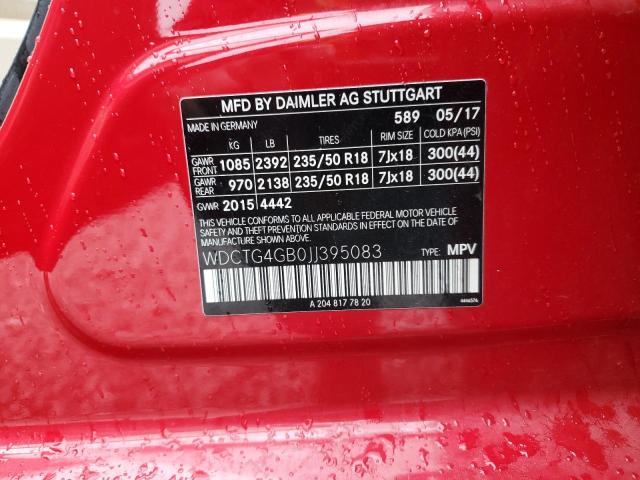 MFD BY DAIMLER AG STUTTGART
MADE IN GERMANY 589 05/17
KG LB TIRES RIM SIZE COLD KPA (PSI)
GAWR FRONT 1085 2392 235/50 R18 7Jx18 300(44)
GAWR REAR 970 2138 235/50 R18 7Jx18 300(44)
GVWR 2015 4442
THIS VEHICLE CONFORMS TO ALL APPLICABLE FEDERAL MOTOR VEHICLE
SAFETY AND THEFT PREVENTION STANDARDS IN EFFECT ON THE DATE
OF MANUFACTURE SHOWN ABOVE.
WDCTG4GB0JJ395083 TYPE: MPV
A 204 817 78 20